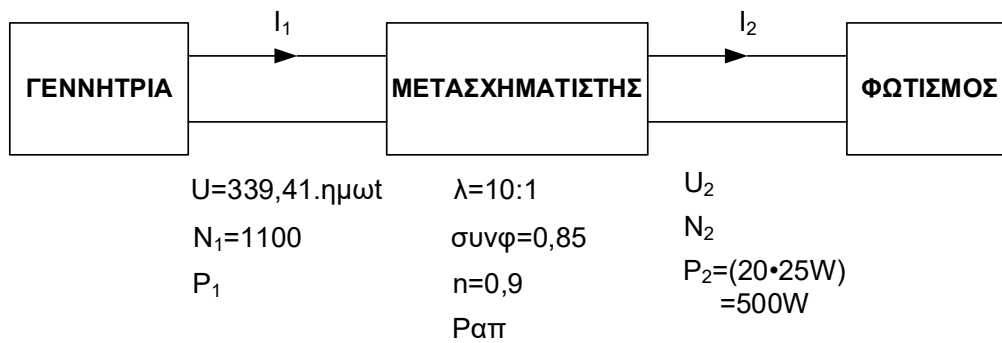 I₁
I₂
ΓΕΝΝΗΤΡΙΑ
ΜΕΤΑΣΧΗΜΑΤΙΣΤΗΣ
ΦΩΤΙΣΜΟΣ
U=339,41.ημωt
N₁=1100
P₁
λ=10:1
συνφ=0,85
n=0,9
Pαπ
U₂
N₂
P₂=(20•25W)
=500W